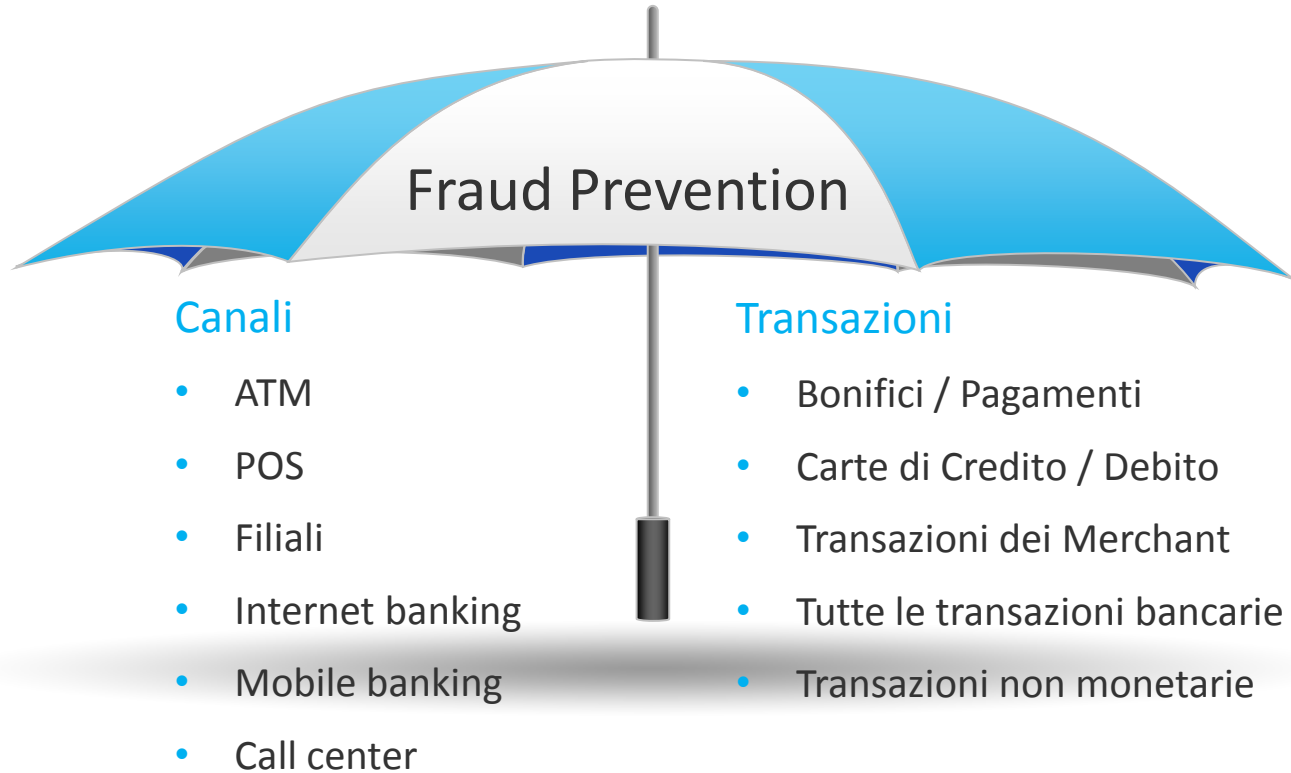 Fraud Prevention
Canali
• ATM
• POS
• Filiali
• Internet banking
• Mobile banking
• Call center
Transazioni
• Bonifici / Pagamenti
• Carte di Credito / Debito
• Transazioni dei Merchant
• Tutte le transazioni bancarie
• Transazioni non monetarie